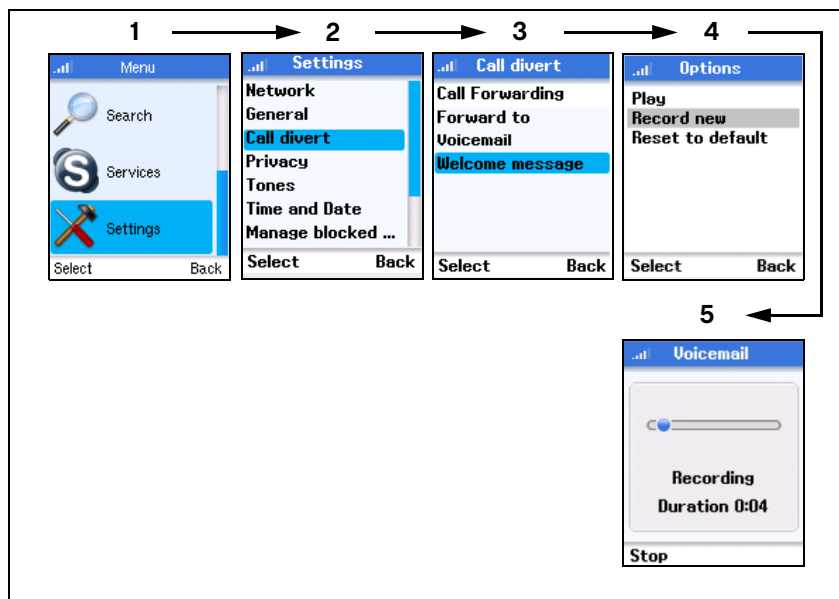 1
2
3
4
Menu
Search
Services
Settings
Select Back
Settings
Network
General
Call divert
Privacy
Tones
Time and Date
Manage blocked ...
Select Back
Call divert
Call Forwarding
Forward to
Voicemail
Welcome message
Select Back
Options
Play
Record new
Reset to default
Select Back
5
Voicemail
Recording
Duration 0:04
Stop